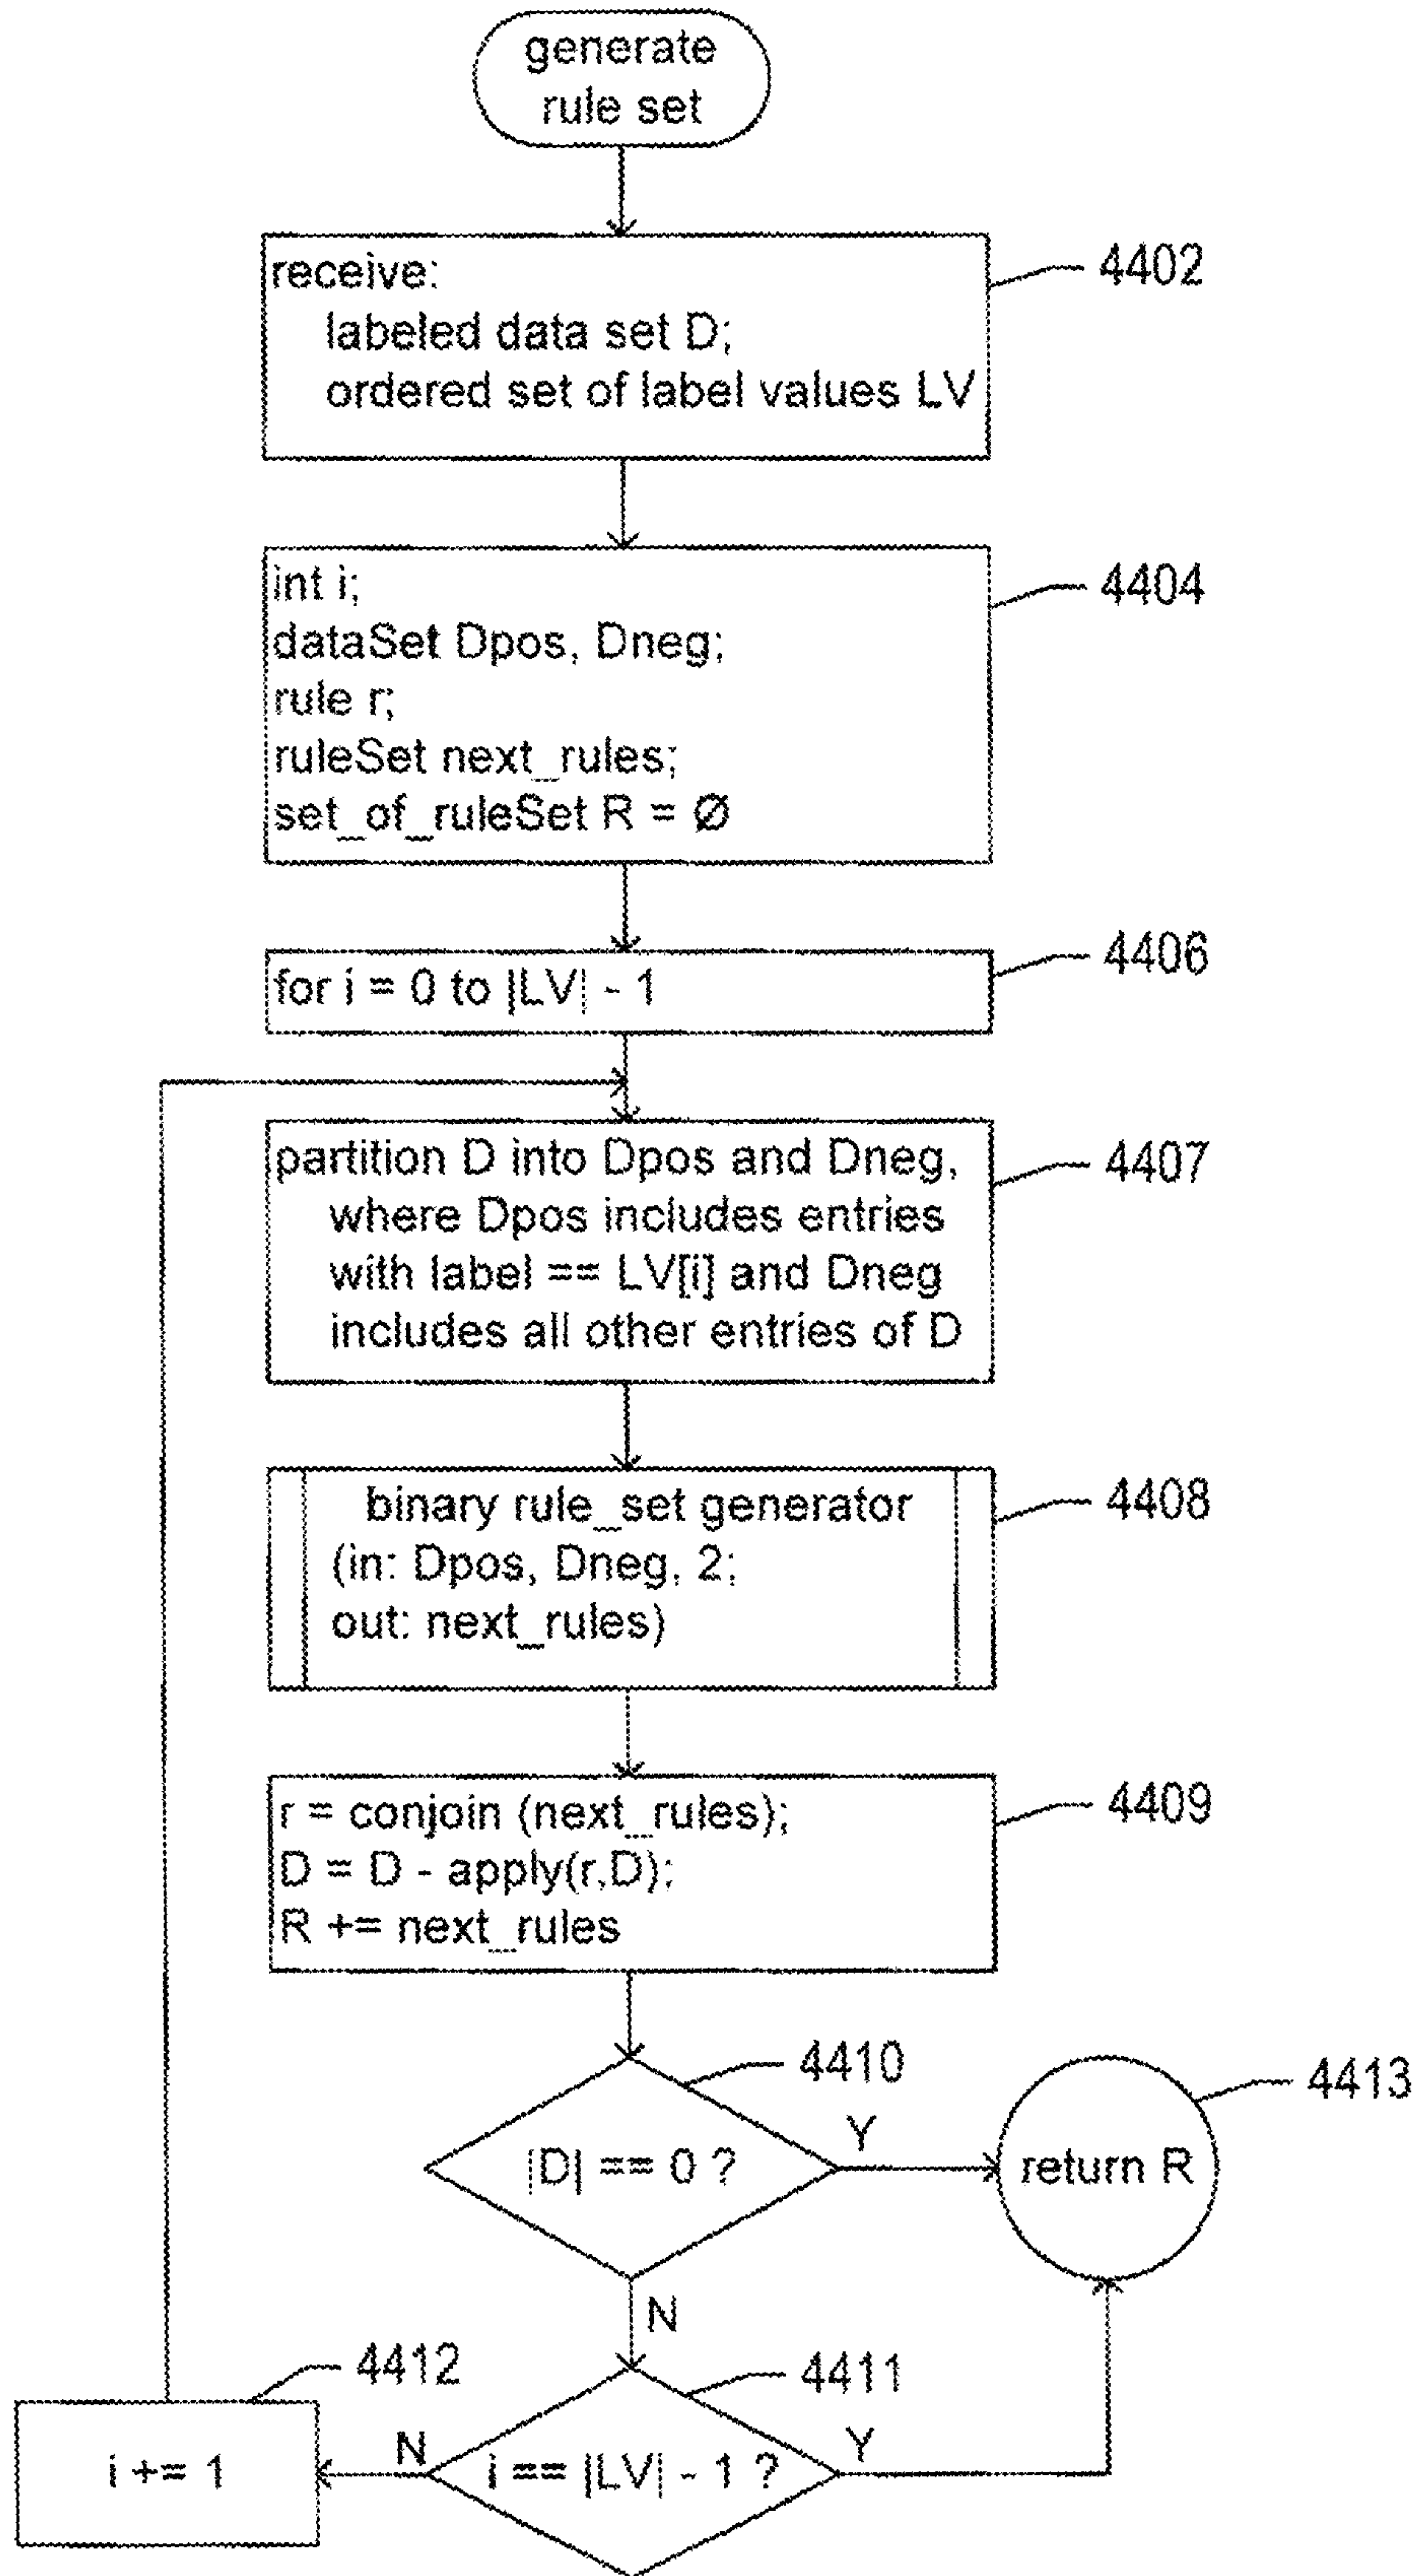 generate
rule set
4402
receive:
labeled data set D;
ordered set of label values LV
4404
int i;
dataSet Dpos, Dneg;
rule r;
ruleSet next_rules;
set_of_ruleSet R = Ø
4406
for i = 0 to |LV| - 1
4407
partition D into Dpos and Dneg,
where Dpos includes entries
with label == LV[i] and Dneg
includes all other entries of D
4408
binary rule_set generator
(in: Dpos, Dneg, 2;
out: next_rules)
4409
r = conjoin (next_rules);
D = D - apply(r,D);
R += next_rules
4410
4413
Y
|D| == 0 ?
return R
N
4412
4411
N
Y
i += 1
i == |LV| - 1 ?